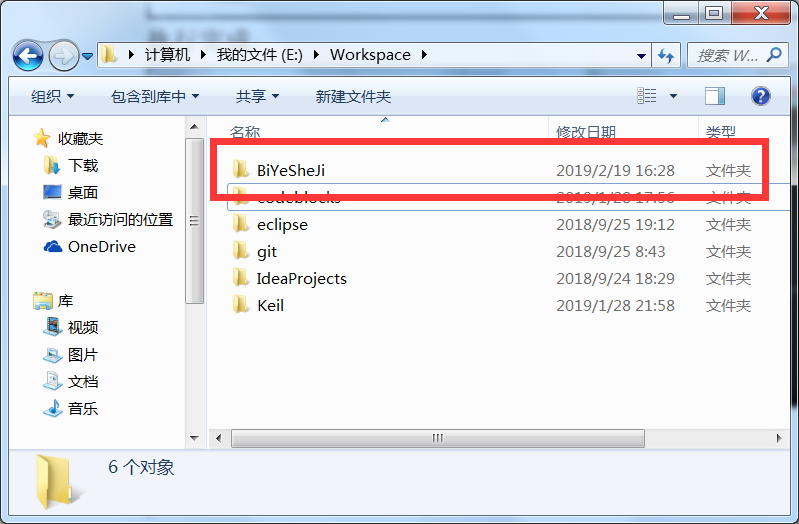 计算机 我的文件 (E:) Workspace 搜索 W...
组织 包含到库中 共享 新建文件夹
收藏夹
下载
桌面
最近访问的位置
OneDrive
库
视频
图片
文档
音乐
名称 修改日期 类型
BiYeSheJi 2019/2/19 16:28 文件夹
codeblocks 2019/1/28 17:56 文件夹
eclipse 2018/9/25 19:12 文件夹
git 2018/9/25 8:43 文件夹
IdeaProjects 2018/9/24 18:29 文件夹
Keil 2019/1/28 21:58 文件夹
6 个对象